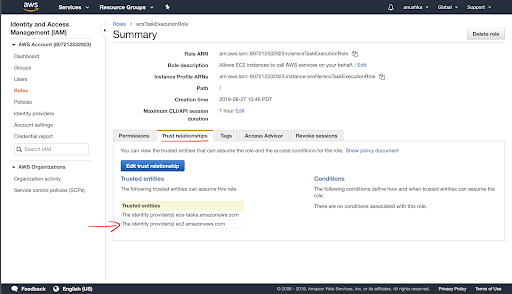 aws
Services
Resource Groups
anushka
Global
Support
Identity and Access
Management (IAM)
AWS Account (807212532923)
Dashboard
Groups
Users
Roles
Policies
Identity providers
Account settings
Credential report
Search IAM
AWS Organizations
Organization activity
Service control policies (SCPs)
Roles > ecsTaskExecutionRole
Summary
Delete role
Role ARN arn:aws:iam::807212532923:role/ecsTaskExecutionRole
Role description Allows EC2 instances to call AWS services on your behalf. | Edit
Instance Profile ARNs arn:aws:iam::807212532923:instance-profile/ecsTaskExecutionRole
Path /
Creation time 2019-08-27 10:46 PDT
Maximum CLI/API session
duration
1 hour Edit
Permissions
Trust relationships
Tags
Access Advisor
Revoke sessions
You can view the trusted entities that can assume the role and the access conditions for the role. Show policy document
Edit trust relationship
Trusted entities
The following trusted entities can assume this role.
Trusted entities
The identity provider(s) ecs-tasks.amazonaws.com
The identity provider(s) ec2.amazonaws.com
Conditions
The following conditions define how and when trusted entities can assume the
role.
There are no conditions associated with this role.
Feedback
English (US)
© 2008 - 2019, Amazon Web Services, Inc. or its affiliates. All rights reserved.
Privacy Policy
Terms of Use